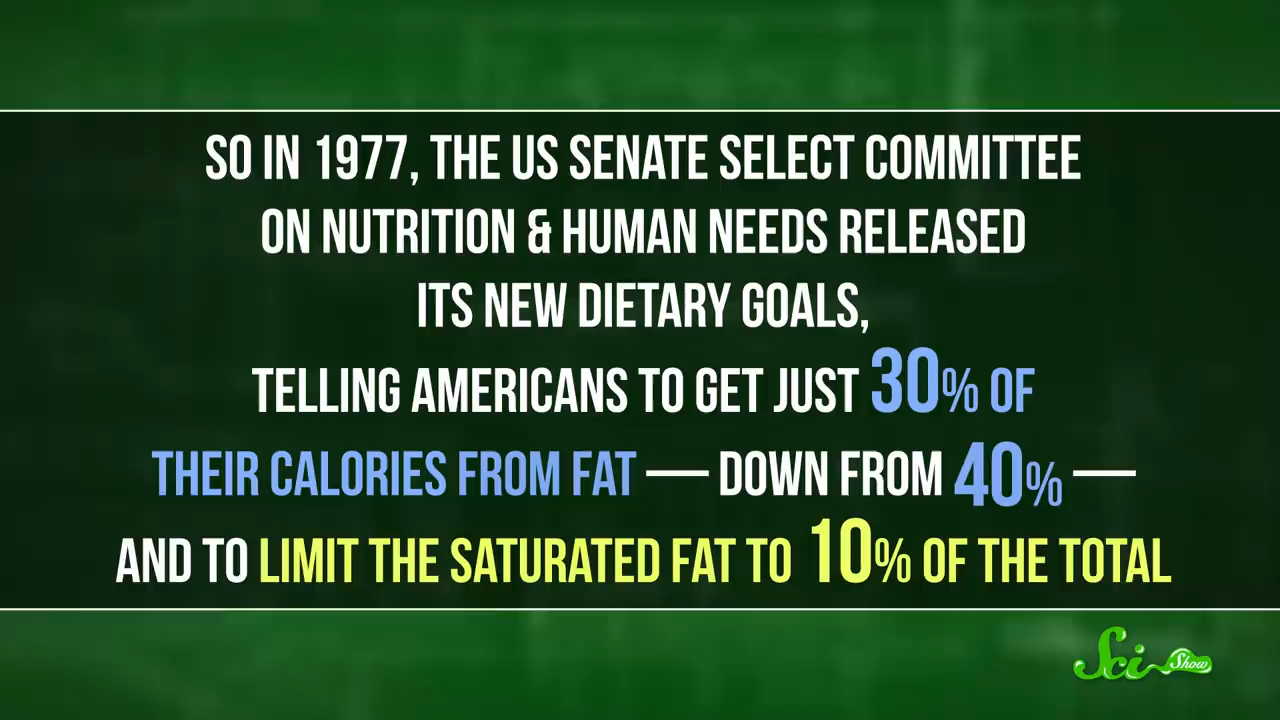 SO IN 1977, THE US SENATE SELECT COMMITTEE
ON NUTRITION & HUMAN NEEDS RELEASED
ITS NEW DIETARY GOALS,
TELLING AMERICANS TO GET JUST 30% OF
THEIR CALORIES FROM FAT — DOWN FROM 40% —
AND TO LIMIT THE SATURATED FAT TO 10% OF THE TOTAL
Sci Show